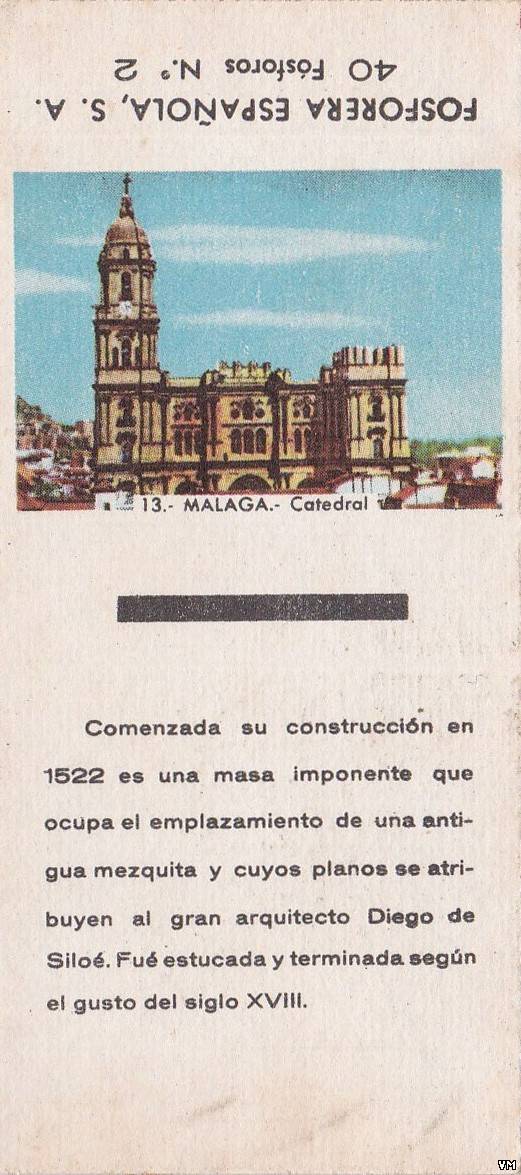 FOSFORERA ESPAÑOLA, S. A.
40 Fósforos N.º 2
13.- MALAGA.- Catedral
Comenzada su construcción en
1522 es una masa imponente que
ocupa el emplazamiento de una anti-
gua mezquita y cuyos planos se atri-
buyen al gran arquitecto Diego de
Siloé. Fué estucada y terminada según
el gusto del siglo XVIII.
VM